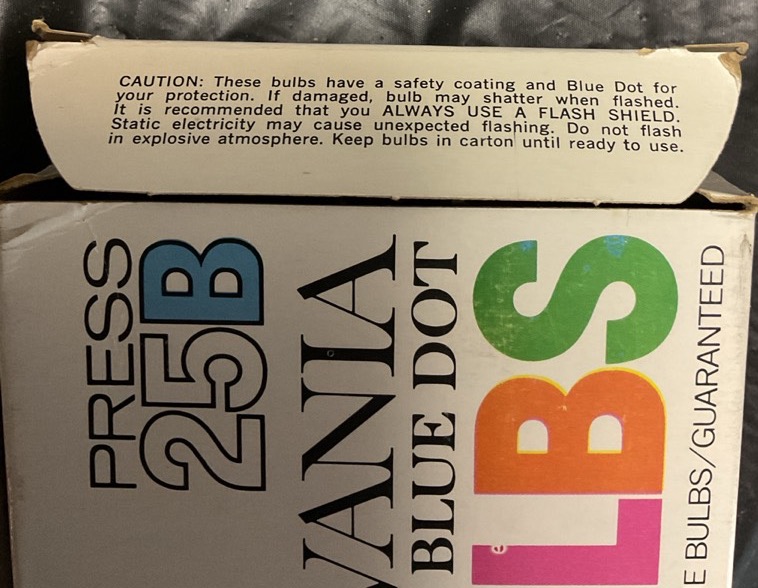 CAUTION: These bulbs have a safety coating and Blue Dot for
your protection. If damaged, bulb may shatter when flashed.
It is recommended that you ALWAYS USE A FLASH SHIELD.
Static electricity may cause unexpected flashing. Do not flash
in explosive atmosphere. Keep bulbs in carton until ready to use.
PRESS
25B
VANIA
BLUE DOT
LBS
E BULBS/GUARANTEED